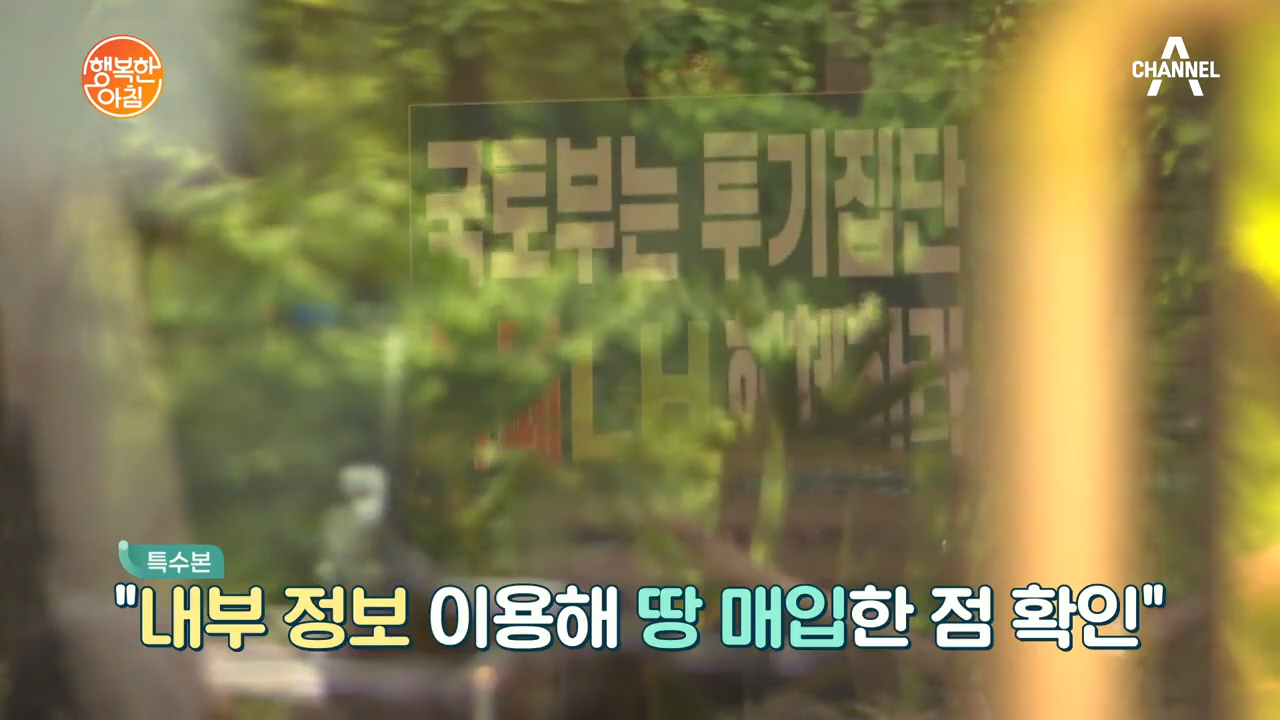 행복한
아침
CHANNEL A
국토부는 투기집단
LH
특수본
"내부 정보 이용해 땅 매입한 점 확인"